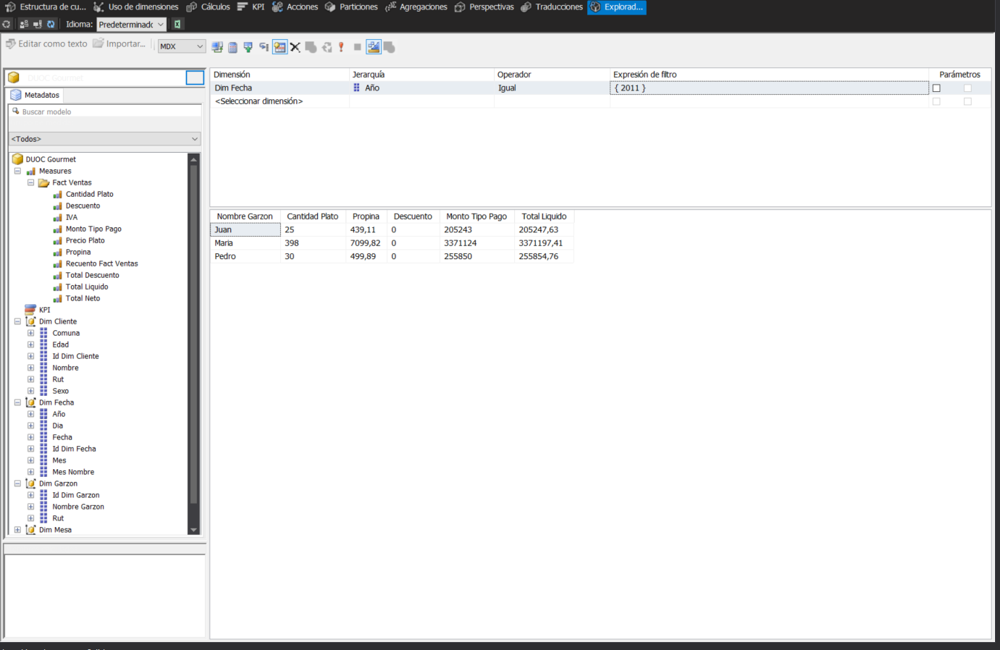 Estructura de cu... Uso de dimensiones Cálculos KPI Acciones Particiones Agregaciones Perspectivas Traducciones Explorad...
Idioma: Predeterminado
Editar como texto Importar... MDX
DUOC Gourmet
Metadatos
Buscar modelo
<Todos>
DUOC Gourmet
Measures
Fact Ventas
Cantidad Plato
Descuento
IVA
Monto Tipo Pago
Precio Plato
Propina
Recuento Fact Ventas
Total Descuento
Total Liquido
Total Neto
KPI
Dim Cliente
Comuna
Edad
Id Dim Cliente
Nombre
Rut
Sexo
Dim Fecha
Año
Dia
Fecha
Id Dim Fecha
Mes
Mes Nombre
Dim Garzon
Id Dim Garzon
Nombre Garzon
Rut
Dim Mesa
Dimensión Jerarquía Operador Expresión de filtro Parámetros
Dim Fecha Año Igual { 2011 }
<Seleccionar dimensión>
Nombre Garzon Cantidad Plato Propina Descuento Monto Tipo Pago Total Liquido
Juan 25 439,11 0 205243 205247,63
Maria 398 7099,82 0 3371124 3371197,41
Pedro 30 499,89 0 255850 255854,76